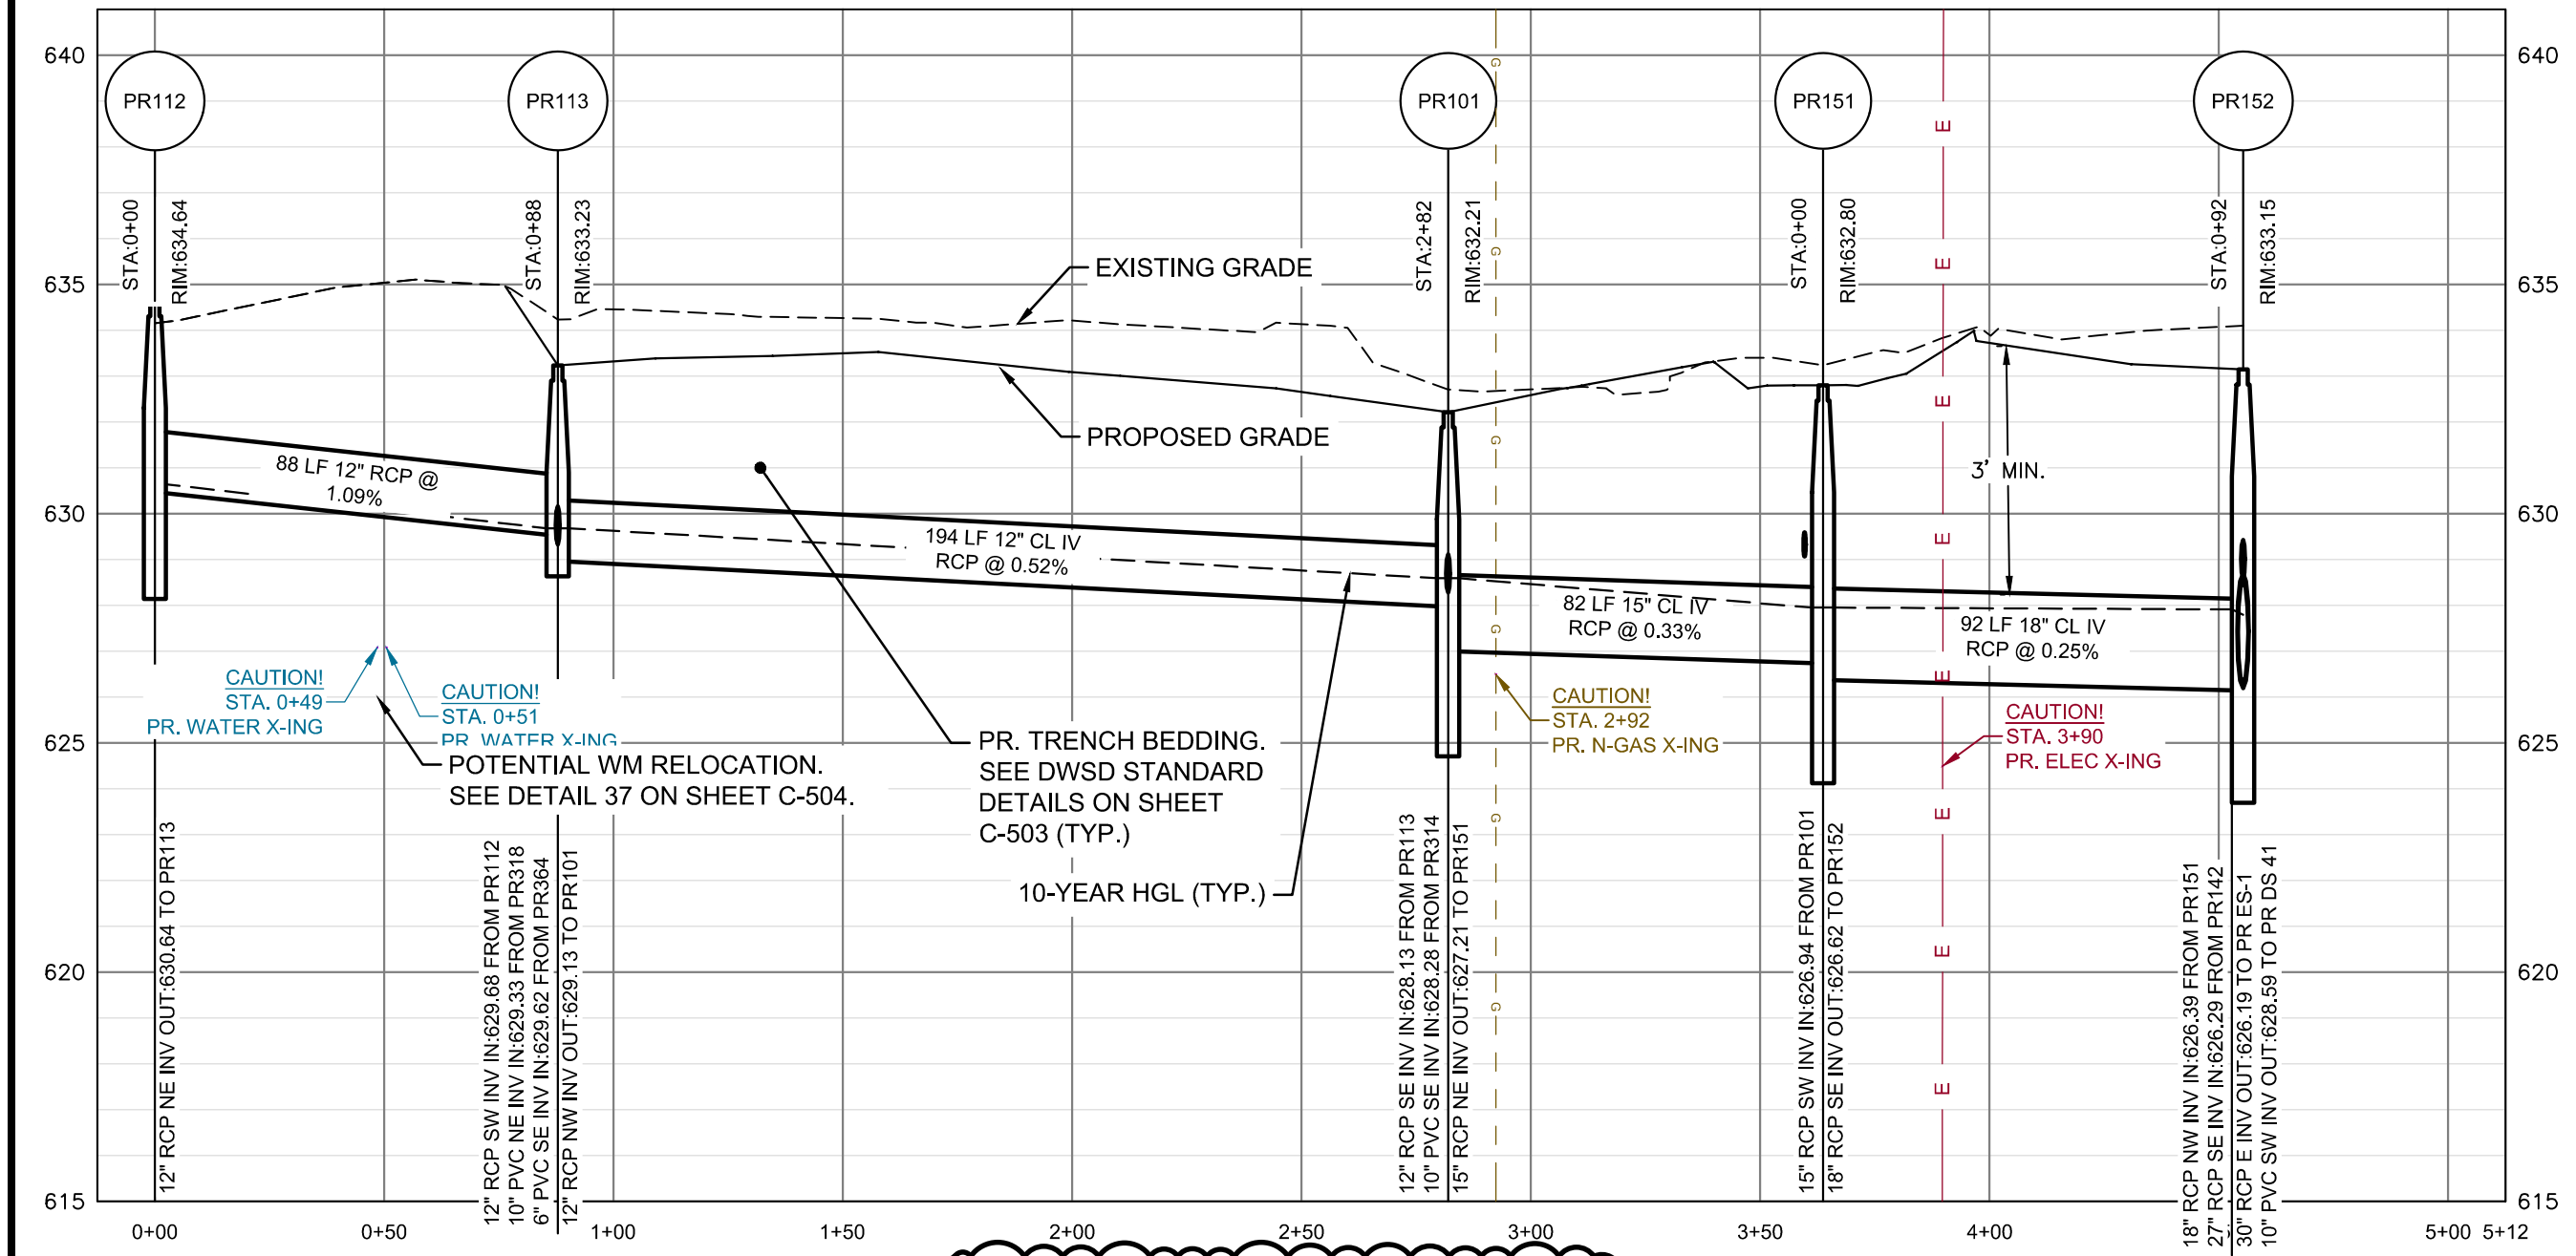 640
640
PR112
PR113
PR101
PR151
PR152
STA:0+00
RIM:634.64
STA:0+88
RIM:633.23
STA:2+82
RIM:632.21
STA:0+00
RIM:632.80
STA:0+92
RIM:633.15
G
G
G
G
G
G
E
E
E
E
E
E
E
E
635
635
EXISTING GRADE
PROPOSED GRADE
88 LF 12" RCP @
1.09%
3' MIN.
630
630
194 LF 12" CL IV
RCP @ 0.52%
82 LF 15" CL IV
RCP @ 0.33%
92 LF 18" CL IV
RCP @ 0.25%
CAUTION!
STA. 0+49
PR. WATER X-ING
CAUTION!
STA. 0+51
PR. WATER X-ING
CAUTION!
STA. 2+92
PR. N-GAS X-ING
CAUTION!
STA. 3+90
PR. ELEC X-ING
625
625
POTENTIAL WM RELOCATION.
SEE DETAIL 37 ON SHEET C-504.
PR. TRENCH BEDDING.
SEE DWSD STANDARD
DETAILS ON SHEET
C-503 (TYP.)
10-YEAR HGL (TYP.)
12" RCP NE INV OUT:630.64 TO PR113
12" RCP SW INV IN:629.68 FROM PR112
10" PVC NE INV IN:629.33 FROM PR318
6" PVC SE INV IN:629.62 FROM PR364
12" RCP NW INV OUT:629.13 TO PR101
12" RCP SE INV IN:628.13 FROM PR113
10" PVC SE INV IN:628.28 FROM PR314
15" RCP NE INV OUT:627.21 TO PR151
15" RCP SW INV IN:626.94 FROM PR101
18" RCP SE INV OUT:626.62 TO PR152
18" RCP NW INV IN:626.39 FROM PR151
27" RCP SE INV IN:626.29 FROM PR142
30" RCP E INV OUT:626.19 TO PR ES-1
10" PVC SW INV OUT:628.59 TO PR DS 41
620
620
615
615
0+00
0+50
1+00
1+50
2+00
2+50
3+00
3+50
4+00
5+00
5+12